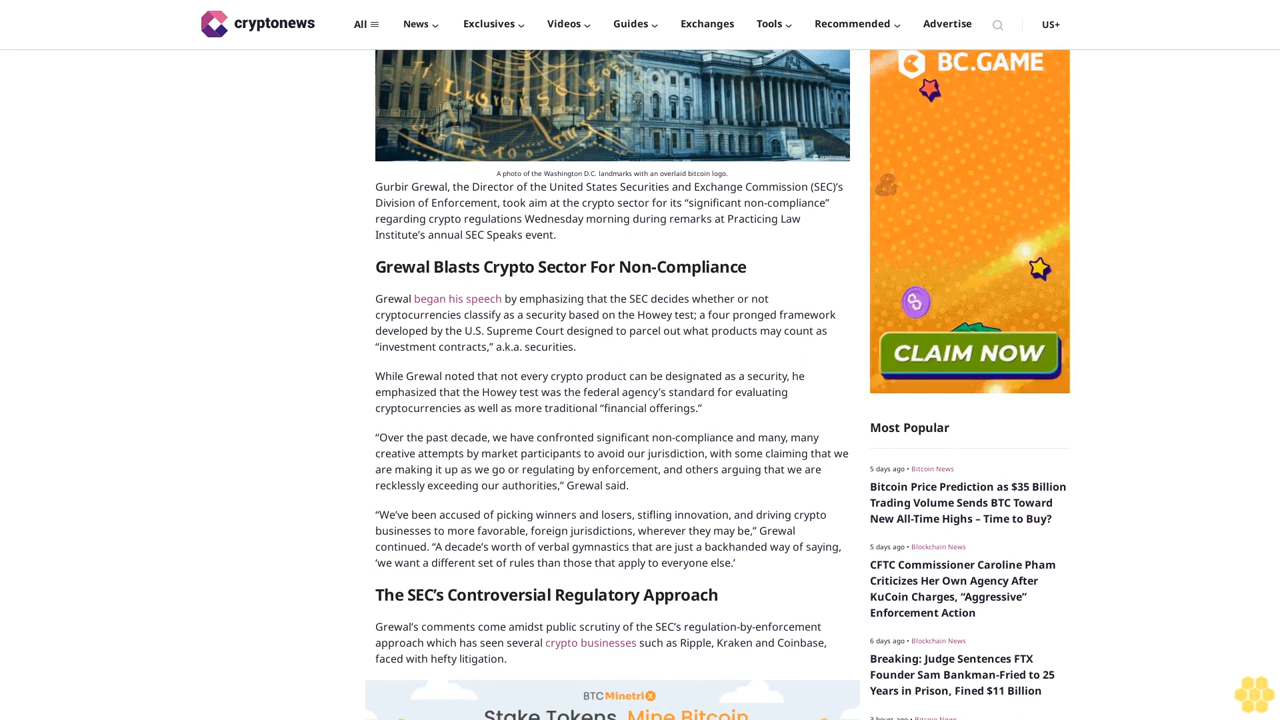 cryptonews
All
News
Exclusives
Videos
Guides
Exchanges
Tools
Recommended
Advertise
US+
A photo of the Washington D.C. landmarks with an overlaid bitcoin logo.
Gurbir Grewal, the Director of the United States Securities and Exchange Commission (SEC)’s
Division of Enforcement, took aim at the crypto sector for its “significant non-compliance”
regarding crypto regulations Wednesday morning during remarks at Practicing Law
Institute’s annual SEC Speaks event.
Grewal Blasts Crypto Sector For Non-Compliance
Grewal began his speech by emphasizing that the SEC decides whether or not
cryptocurrencies classify as a security based on the Howey test; a four pronged framework
developed by the U.S. Supreme Court designed to parcel out what products may count as
“investment contracts,” a.k.a. securities.
While Grewal noted that not every crypto product can be designated as a security, he
emphasized that the Howey test was the federal agency’s standard for evaluating
cryptocurrencies as well as more traditional “financial offerings.”
“Over the past decade, we have confronted significant non-compliance and many, many
creative attempts by market participants to avoid our jurisdiction, with some claiming that we
are making it up as we go or regulating by enforcement, and others arguing that we are
recklessly exceeding our authorities,” Grewal said.
“We’ve been accused of picking winners and losers, stifling innovation, and driving crypto
businesses to more favorable, foreign jurisdictions, wherever they may be,” Grewal
continued. “A decade’s worth of verbal gymnastics that are just a backhanded way of saying,
‘we want a different set of rules than those that apply to everyone else.’
The SEC’s Controversial Regulatory Approach
Grewal’s comments come amidst public scrutiny of the SEC’s regulation-by-enforcement
approach which has seen several crypto businesses such as Ripple, Kraken and Coinbase,
faced with hefty litigation.
BTC Minetrix
Stake Tokens, Mine Bitcoin
BC.GAME
CLAIM NOW
Most Popular
5 days ago • Bitcoin News
Bitcoin Price Prediction as $35 Billion
Trading Volume Sends BTC Toward
New All-Time Highs – Time to Buy?
5 days ago • Blockchain News
CFTC Commissioner Caroline Pham
Criticizes Her Own Agency After
KuCoin Charges, “Aggressive”
Enforcement Action
6 days ago • Blockchain News
Breaking: Judge Sentences FTX
Founder Sam Bankman-Fried to 25
Years in Prison, Fined $11 Billion
3 hours ago • Bitcoin News